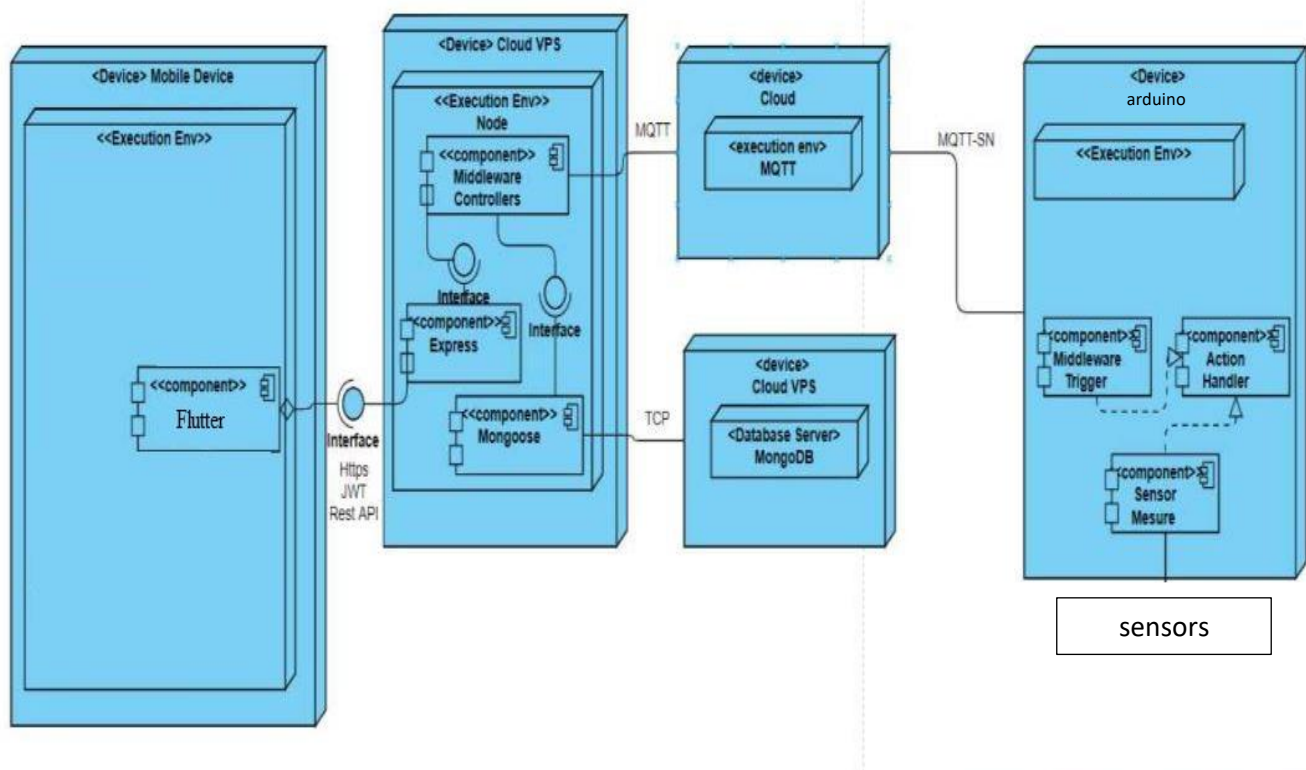 <Device> Mobile Device
<<Execution Env>>
<<component>>
Flutter
Interface
Https
JWT
Rest API
<Device> Cloud VPS
<<Execution Env>>
Node
<<component>>
Middleware
Controllers
Interface
Interface
<<component>>
Express
<<component>>
Mongoose
MQTT
<device>
Cloud
<execution env>
MQTT
TCP
<device>
Cloud VPS
<Database Server>
MongoDB
MQTT-SN
<Device>
arduino
<<Execution Env>>
<component>>
Middleware
Trigger
<component>>
Action
Handler
<component>>
Sensor
Mesure
sensors